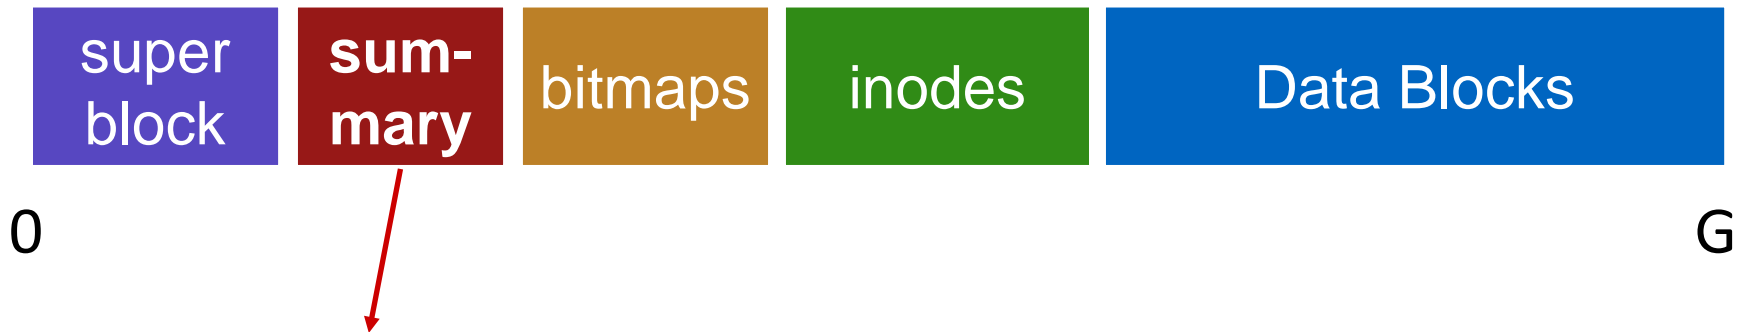 super
block
sum-
mary
bitmaps
inodes
Data Blocks
0
G